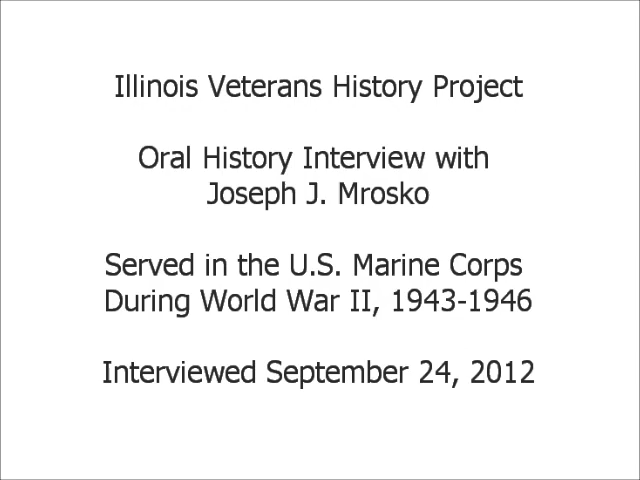 Illinois Veterans History Project
Oral History Interview with
Joseph J. Mrosko
Served in the U.S. Marine Corps
During World War II, 1943-1946
Interviewed September 24, 2012